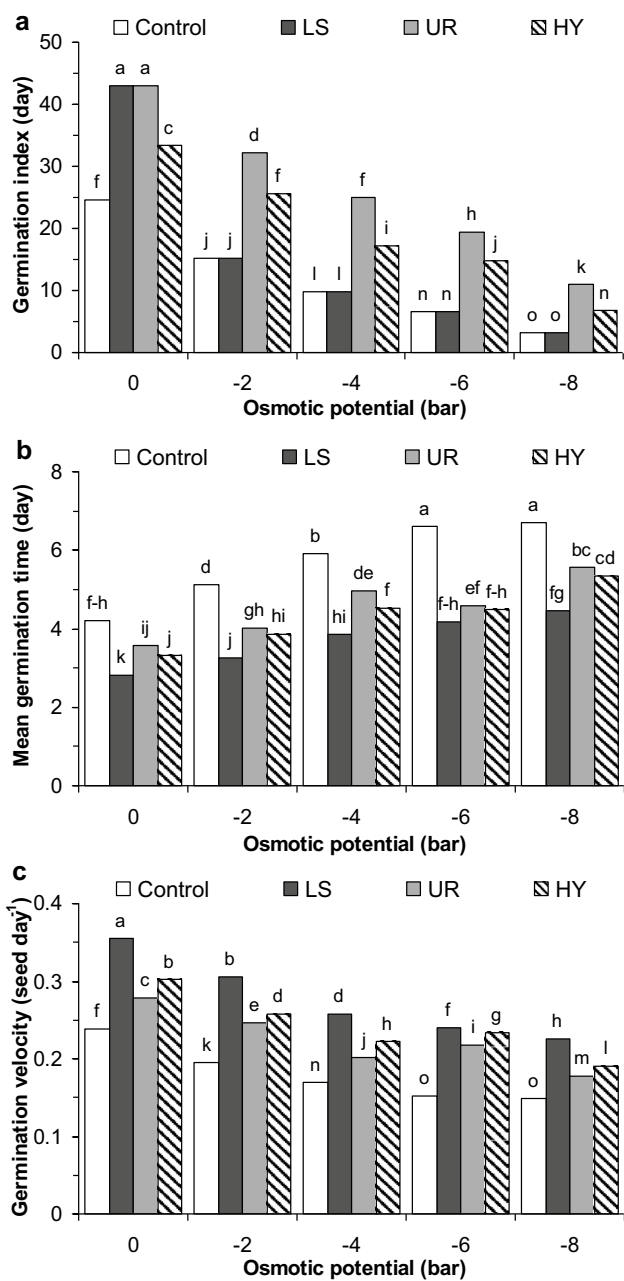 a
Control LS UR HY
Germination index (day)
50
40
30
20
10
0
f a a c
j j d f
l l f i
n n h j
o o k n
0 -2 -4 -6 -8
Osmotic potential (bar)
b
Control LS UR HY
Mean germination time (day)
8
6
4
2
0
f-h k ij j
d j gh hi
b hi de f
a f-h ef f-h
a fg bc cd
0 -2 -4 -6 -8
Osmotic potential (bar)
c
Control LS UR HY
Germination velocity (seed day-1)
0.4
0.3
0.2
0.1
0
f a c b
k b e d
n d j h
o f i g
o h m l
0 -2 -4 -6 -8
Osmotic potential (bar)